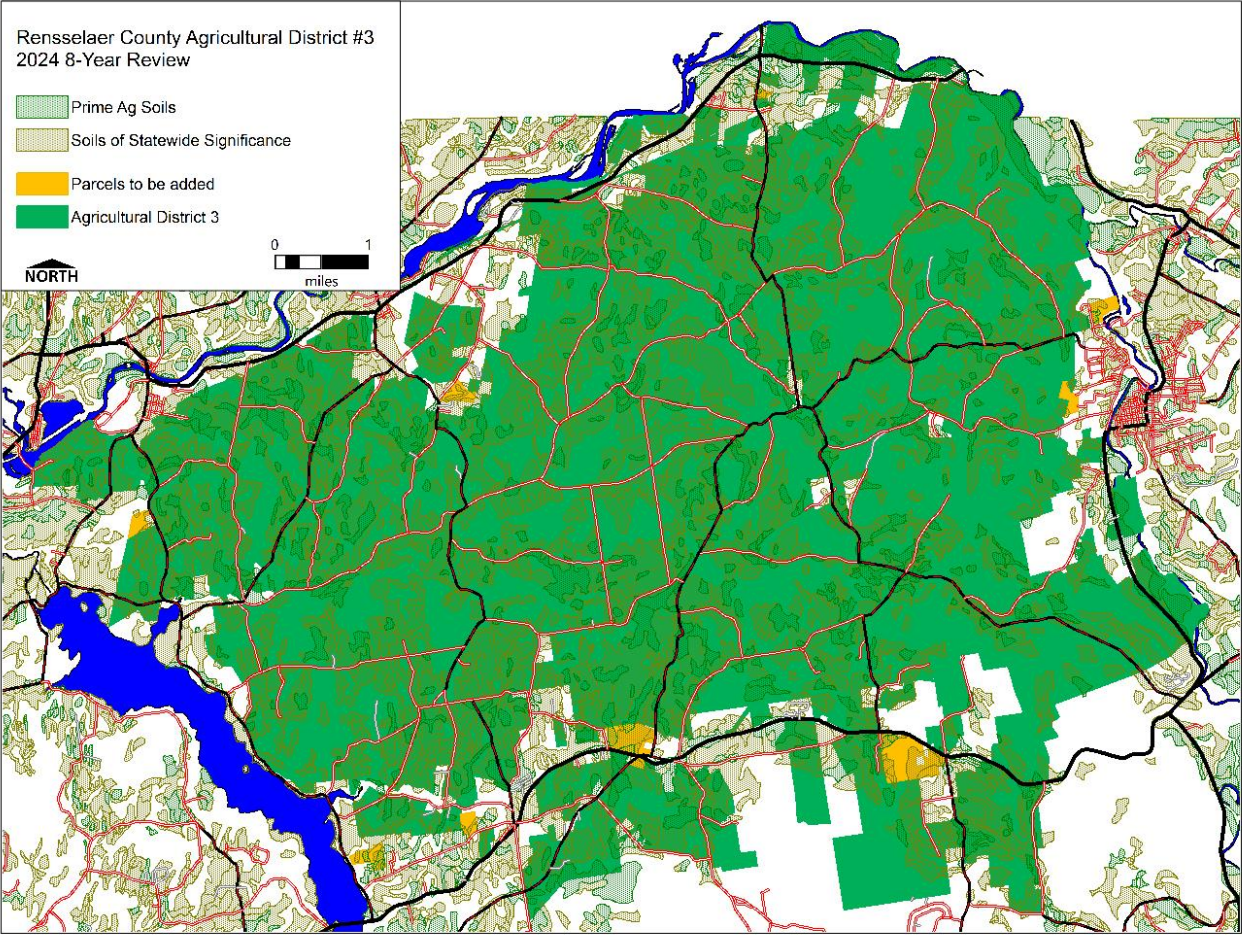 Rensselaer County Agricultural District #3
2024 8-Year Review
Prime Ag Soils
Soils of Statewide Significance
Parcels to be added
Agricultural District 3
0 1
miles
NORTH